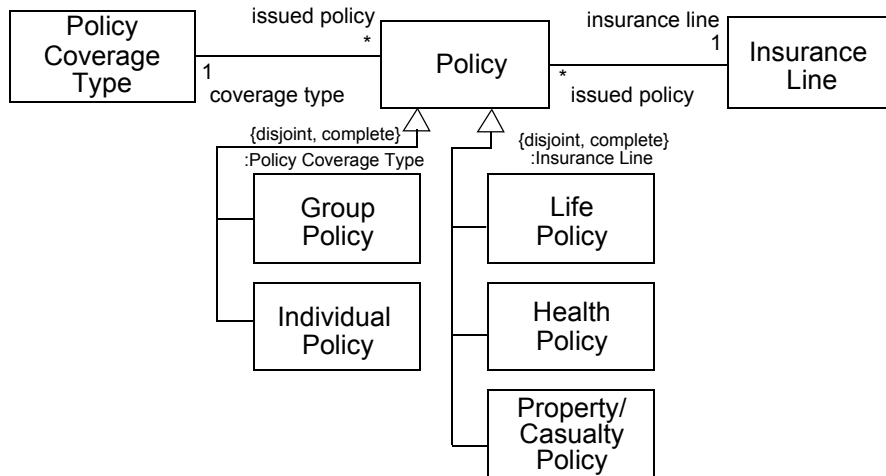 Policy
Coverage
Type
issued policy
*
1
coverage type
Policy
insurance line
1
*
issued policy
Insurance
Line
{disjoint, complete}
:Policy Coverage Type
{disjoint, complete}
:Insurance Line
Group
Policy
Individual
Policy
Life
Policy
Health
Policy
Property/
Casualty
Policy